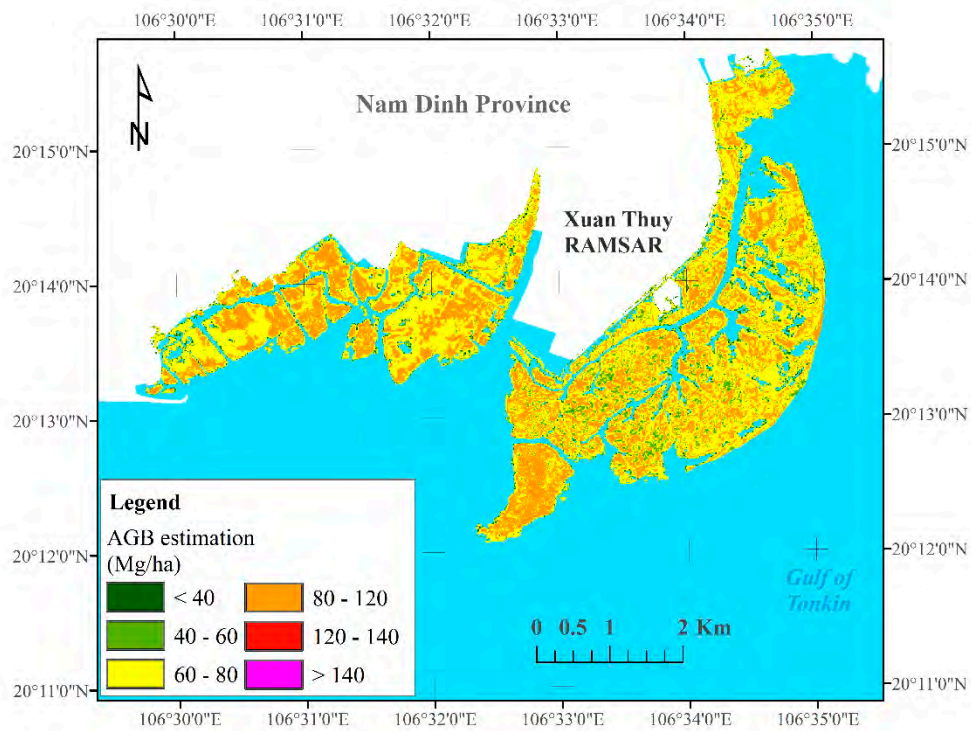 106°30'0"E 106°31'0"E 106°32'0"E 106°33'0"E 106°34'0"E 106°35'0"E
N
Nam Dinh Province
20°15'0"N 20°15'0"N
Xuan Thuy
RAMSAR
20°14'0"N 20°14'0"N
20°13'0"N 20°13'0"N
Legend
AGB estimation
(Mg/ha)
< 40 80 - 120
40 - 60 120 - 140
60 - 80 > 140
20°12'0"N 20°12'0"N
Gulf of
Tonkin
0 0.5 1 2 Km
20°11'0"N 20°11'0"N
106°30'0"E 106°31'0"E 106°32'0"E 106°33'0"E 106°34'0"E 106°35'0"E